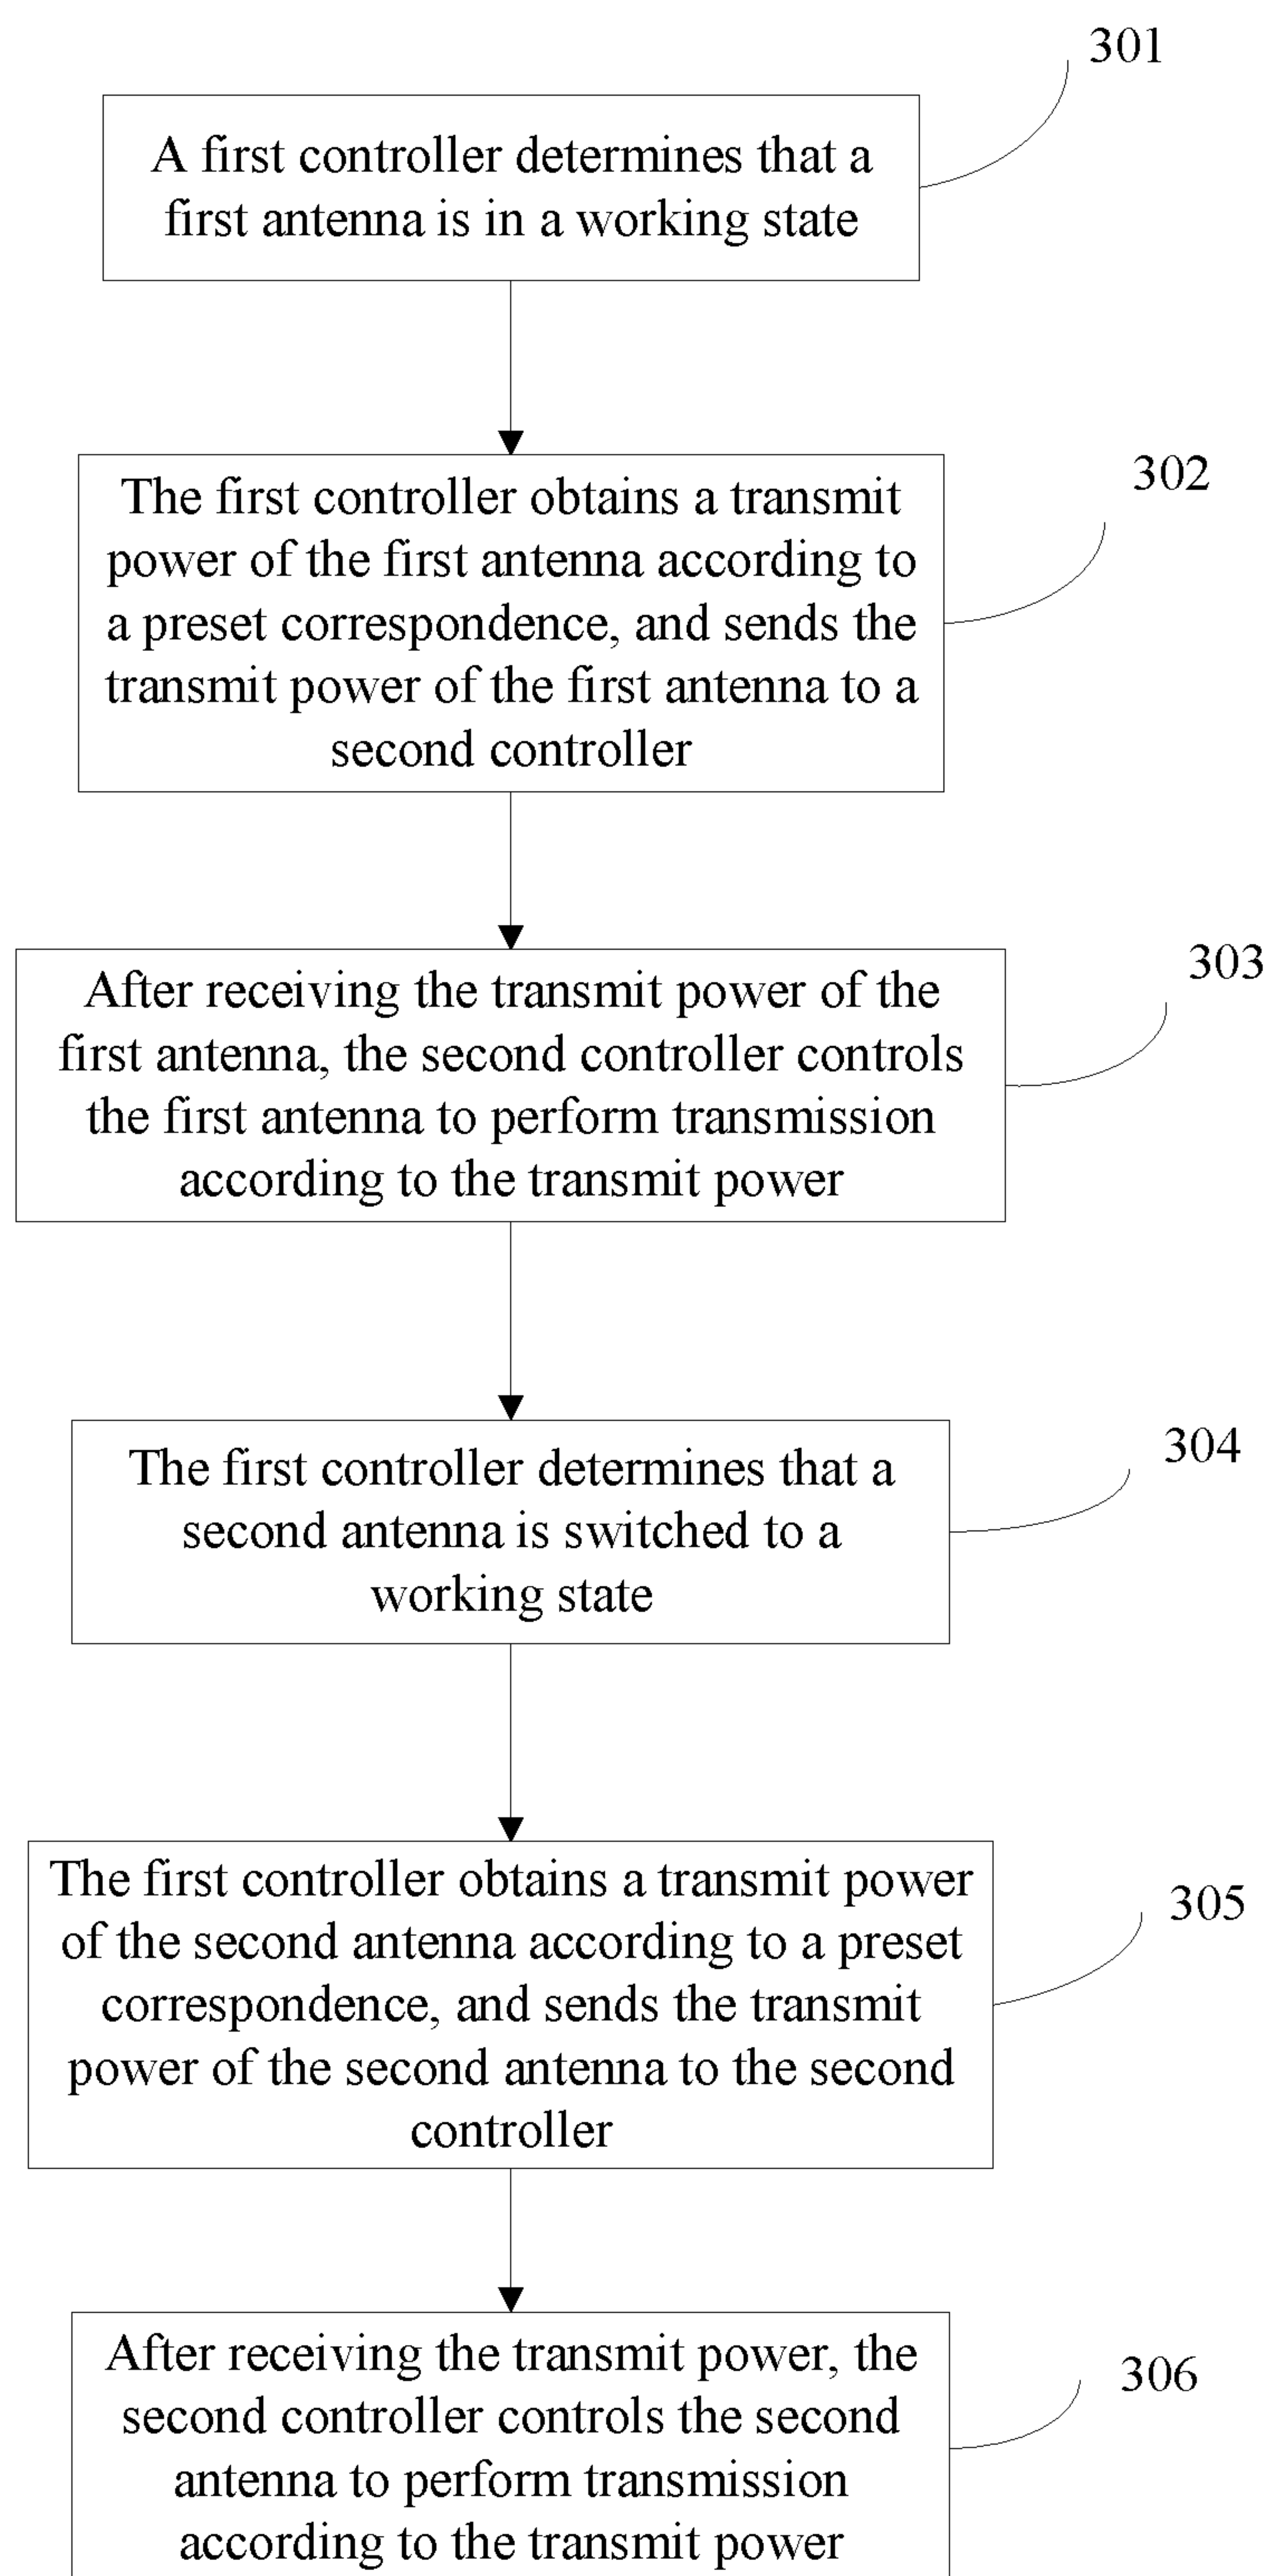 301
A first controller determines that a
first antenna is in a working state
302
The first controller obtains a transmit
power of the first antenna according to
a preset correspondence, and sends the
transmit power of the first antenna to a
second controller
303
After receiving the transmit power of the
first antenna, the second controller controls
the first antenna to perform transmission
according to the transmit power
304
The first controller determines that a
second antenna is switched to a
working state
305
The first controller obtains a transmit power
of the second antenna according to a preset
correspondence, and sends the transmit
power of the second antenna to the second
controller
306
After receiving the transmit power, the
second controller controls the second
antenna to perform transmission
according to the transmit power